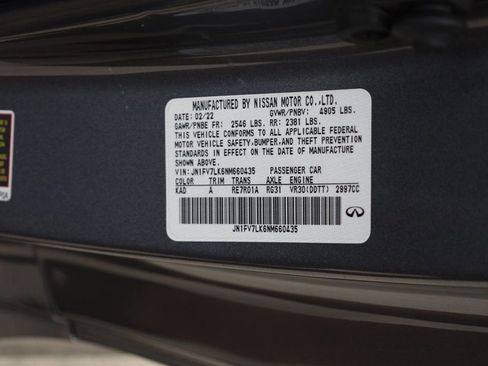 MANUFACTURED BY NISSAN MOTOR CO.,LTD.
DATE: 02/22 GVWR/PNBV: 4905 LBS.
GAWR/PNBE FR: 2546 LBS. RR: 2381 LBS.
THIS VEHICLE CONFORMS TO ALL APPLICABLE FEDERAL
MOTOR VEHICLE SAFETY,BUMPER,AND THEFT PREVENTION
STANDARDS IN EFFECT ON THE DATE OF MANUFACTURE
SHOWN ABOVE.
VIN: JN1FV7LK6NM660435 PASSENGER CAR
COLOR TRIM TRANS AXLE ENGINE
KAD A RE7R01A RG31 VR30(DDTT) 2997CC
JN1FV7LK6NM660435